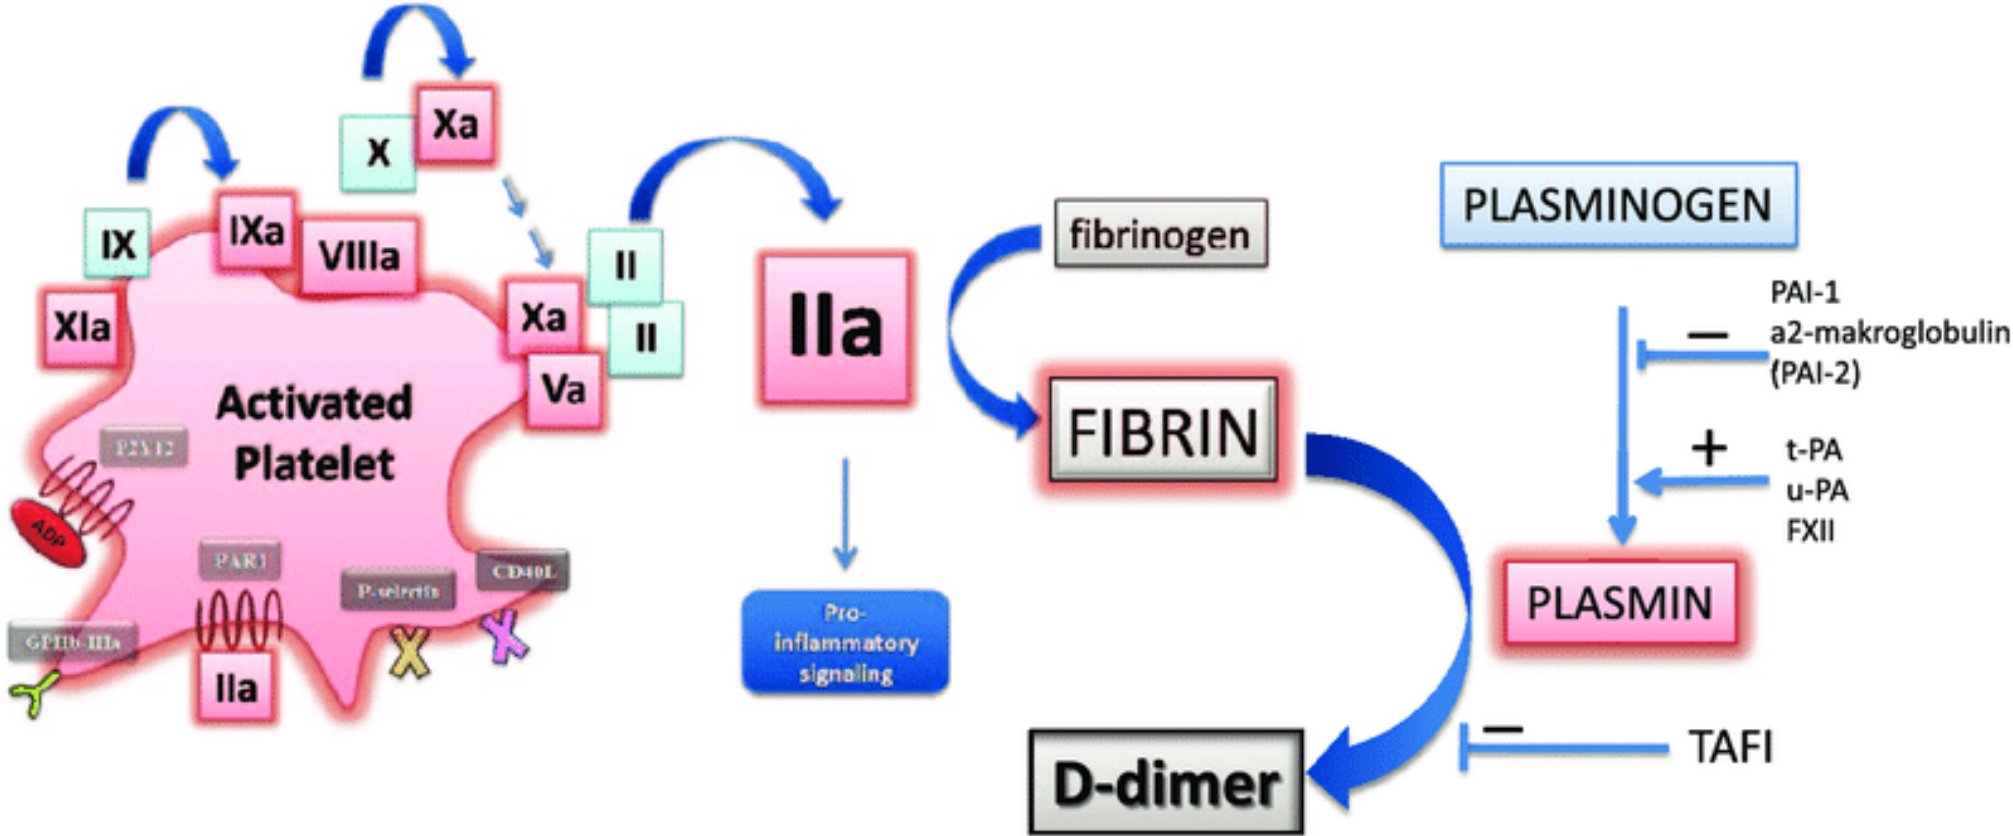 Xa
X
IX
IXa
VIIIa
XIa
Xa
II
II
Va
IIa
Activated
Platelet
P2Y12
ADP
PAR1
P-selectin
CD40L
GPIIb-IIIa
IIa
Pro-
inflammatory
signaling
fibrinogen
FIBRIN
D-dimer
PLASMINOGEN
PAI-1
– a2-makroglobulin
(PAI-2)
+ t-PA
u-PA
FXII
PLASMIN
– TAFI